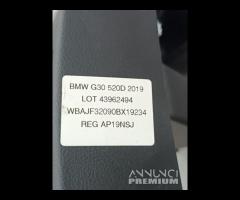 BMW G30 520D 2019
LOT 43962494
WBAJF32090BX19234
REG AP19NSJ
ANNUNCI
PREMIUM